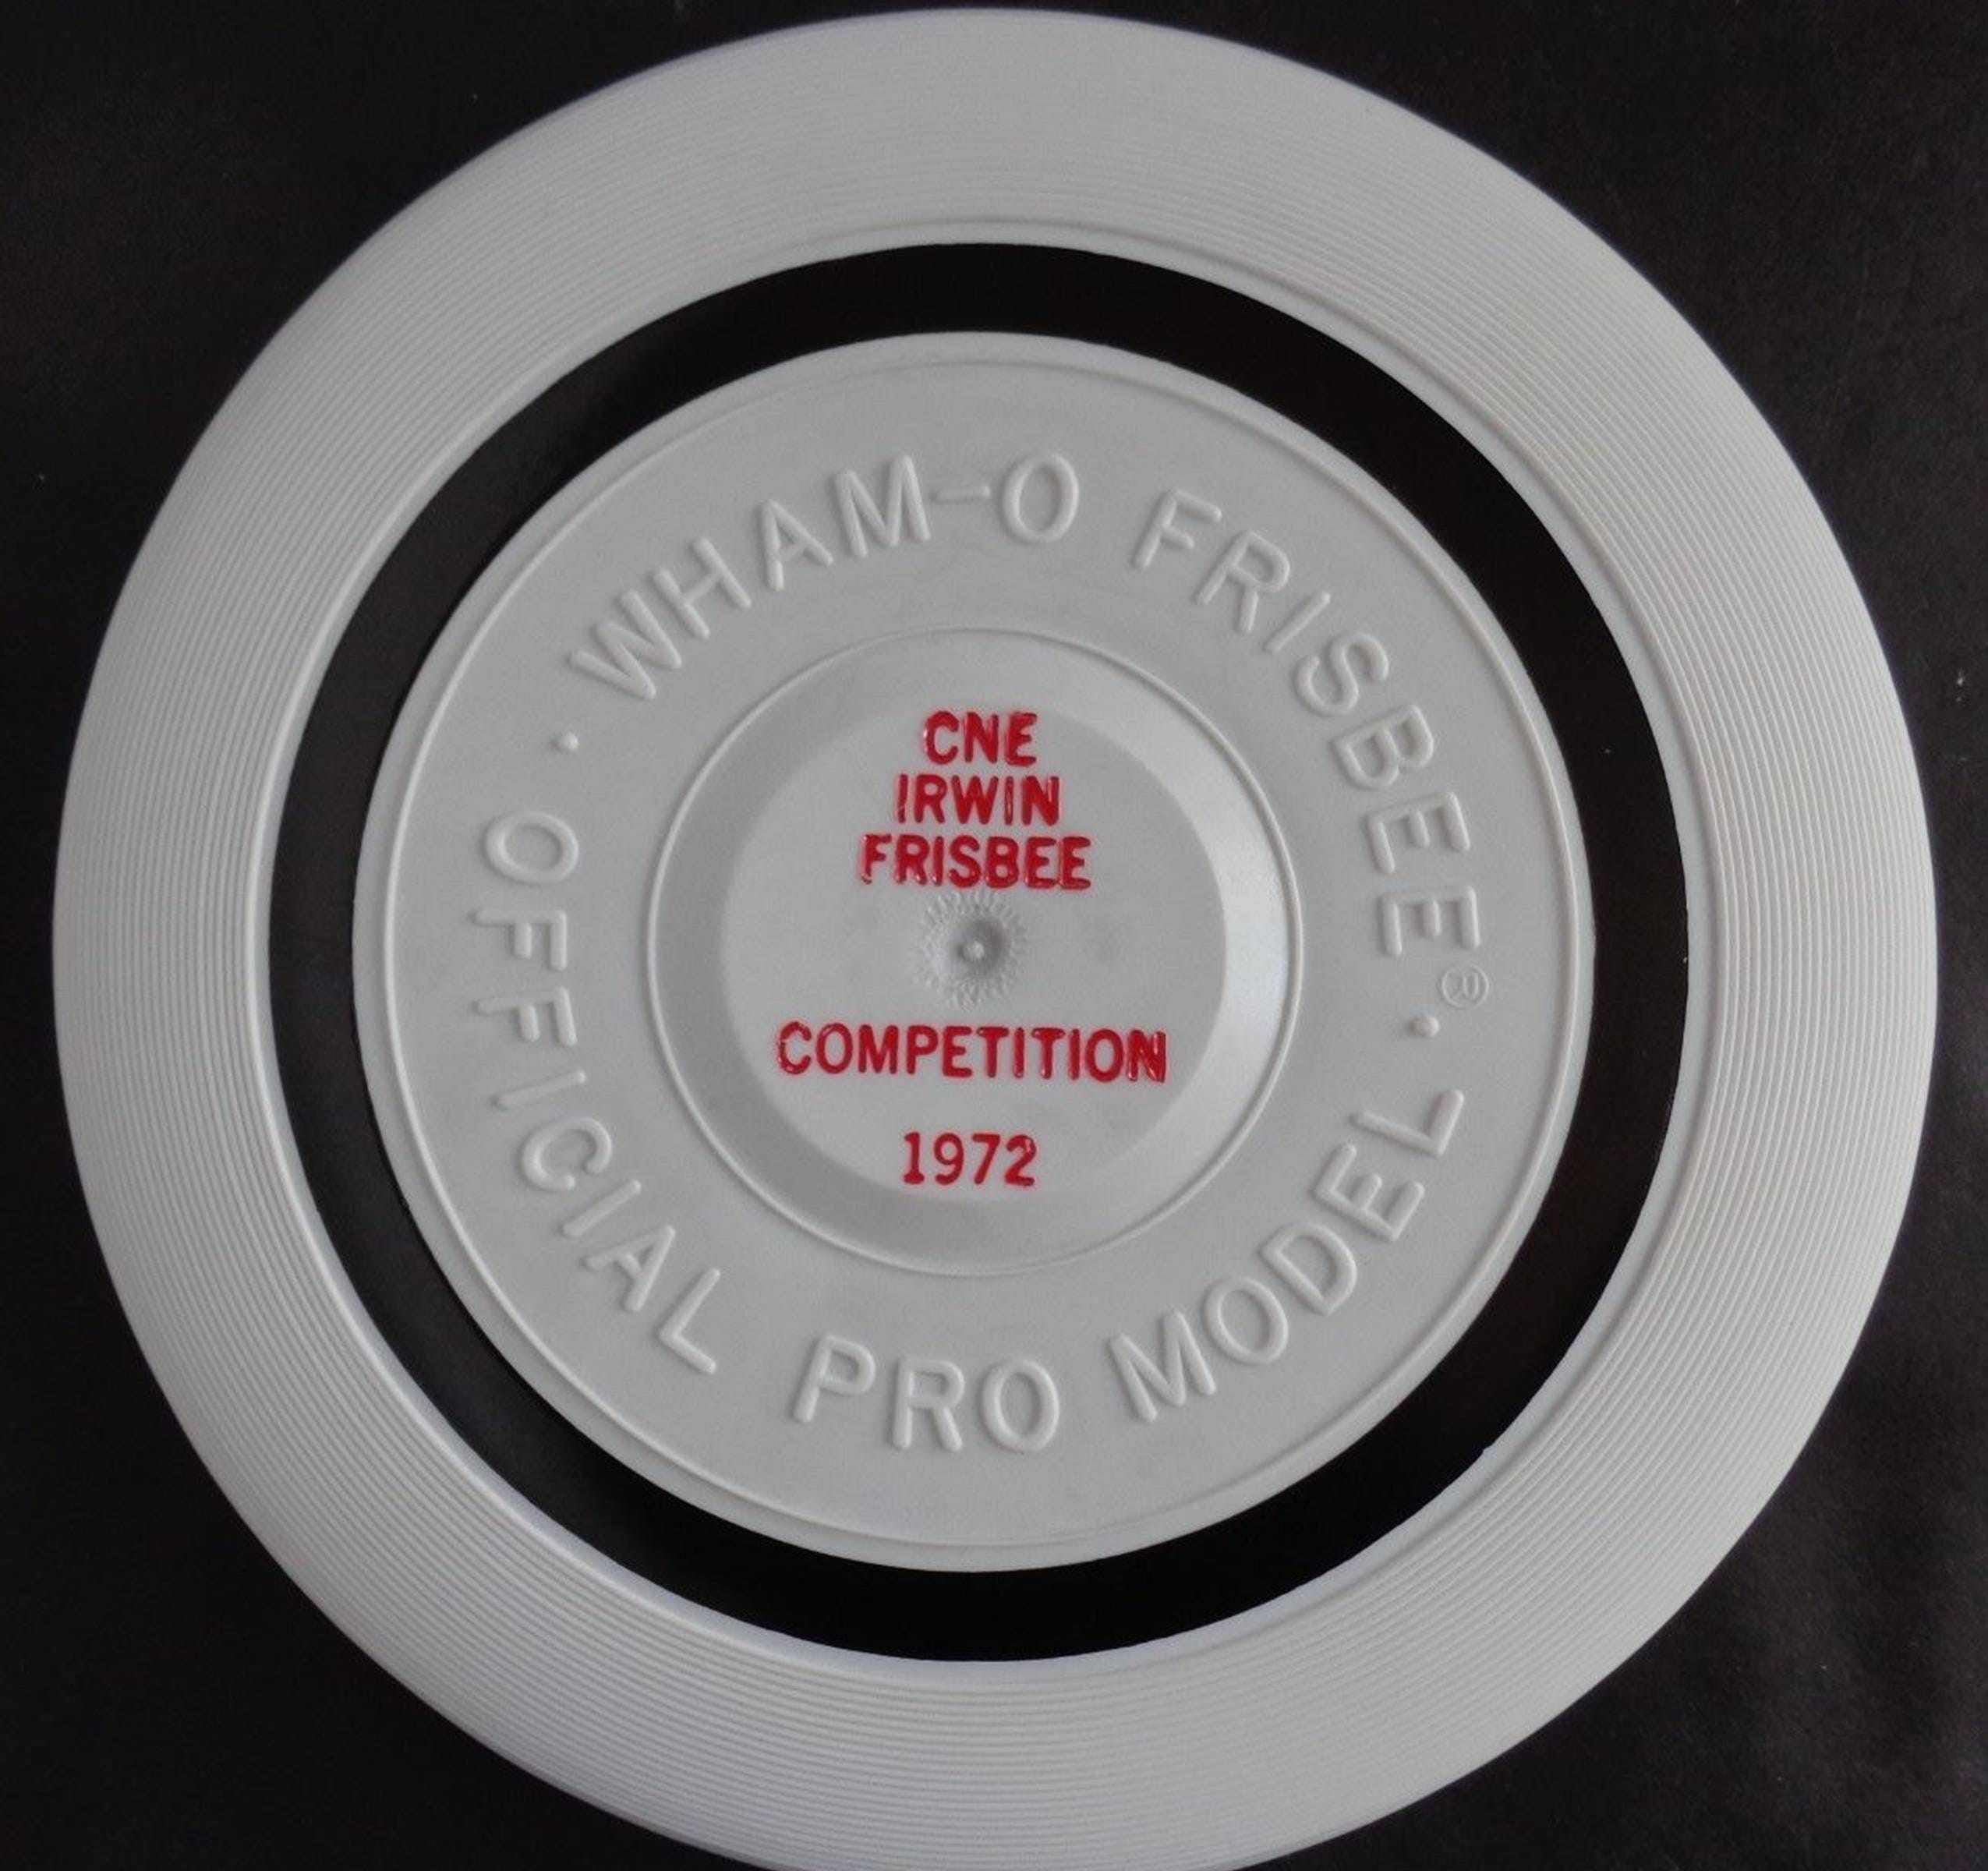 · WHAM-O FRISBEE® ·
OFFICIAL PRO MODEL
CNE
IRWIN
FRISBEE
COMPETITION
1972